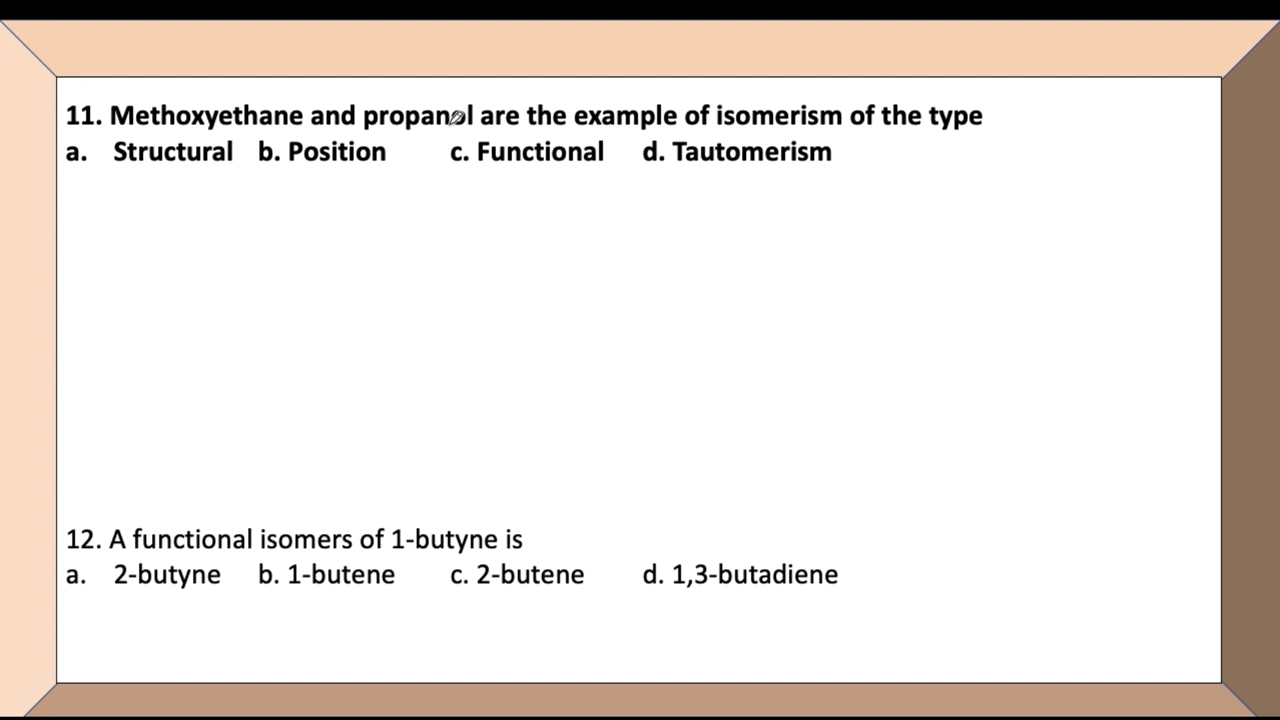 11. Methoxyethane and propanol are the example of isomerism of the type
a. Structural b. Position c. Functional d. Tautomerism
12. A functional isomers of 1-butyne is
a. 2-butyne b. 1-butene c. 2-butene d. 1,3-butadiene